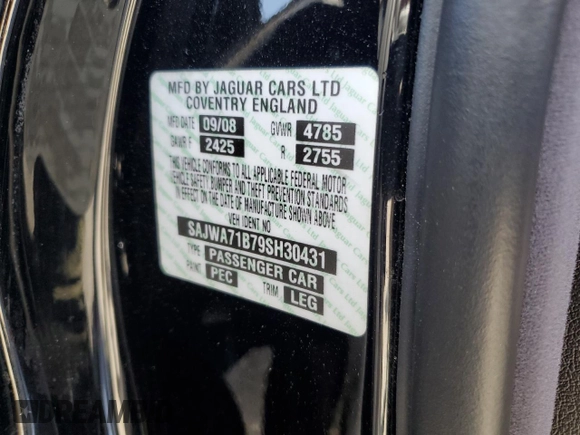 MFD BY JAGUAR CARS LTD
COVENTRY ENGLAND
MFD DATE 09/08 GVWR 4785
GAWR F 2425 R 2755
THIS VEHICLE CONFORMS TO ALL APPLICABLE FEDERAL MOTOR
VEHICLE SAFETY BUMPER AND THEFT PREVENTION STANDARDS
IN EFFECT ON THE DATE OF MANUFACTURE SHOWN ABOVE.
VEH IDENT NO
SAJWA71B79SH30431
TYPE PASSENGER CAR
PAINT PEC TRIM LEG